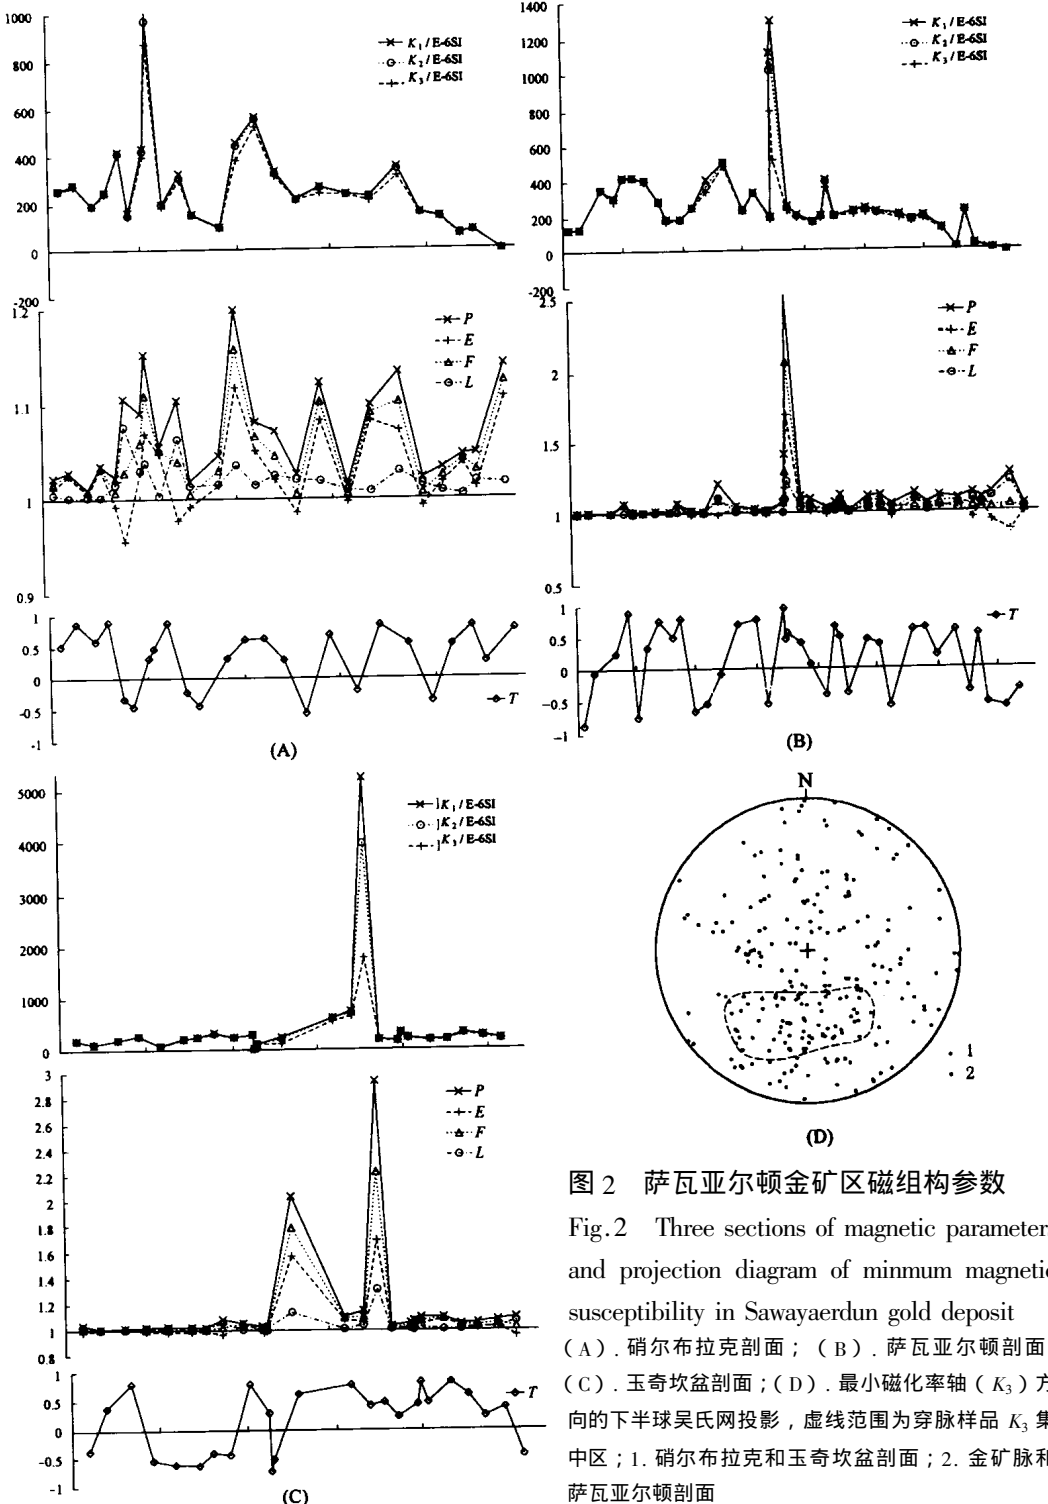 1000
800
600
400
200
0
-200
K1/E-6SI
K2/E-6SI
K3/E-6SI
1.2
1.1
1
0.9
P
E
F
L
1
0.5
0
-0.5
-1
T
(A)
1400
1200
1000
800
600
400
200
0
-200
K1/E-6SI
K2/E-6SI
K3/E-6SI
2.5
2
1.5
1
0.5
P
E
F
L
1
0.5
0
-0.5
-1
T
(B)
5000
4000
3000
2000
1000
0
]K1/E-6SI
]K2/E-6SI
]K3/E-6SI
3
2.8
2.6
2.4
2.2
2
1.8
1.6
1.4
1.2
1
0.8
P
E
F
L
1
0.5
0
-0.5
-1
T
(C)
N
1
2
(D)
图 2 萨瓦亚尔顿金矿区磁组构参数
Fig.2 Three sections of magnetic parameter
and projection diagram of minmum magnetic
susceptibility in Sawayaerdun gold deposit
(A). 硝尔布拉克剖面;(B). 萨瓦亚尔顿剖面
(C). 玉奇坎盆剖面;(D). 最小磁化率轴(K3)方
向的下半球吴氏网投影,虚线范围为穿脉样品 K3 集
中区;1. 硝尔布拉克和玉奇坎盆剖面;2. 金矿脉和
萨瓦亚尔顿剖面